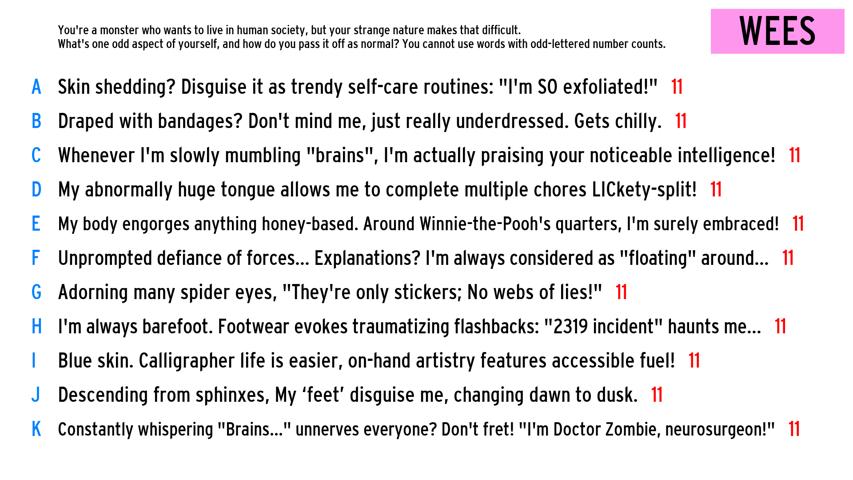 You're a monster who wants to live in human society, but your strange nature makes that difficult.
What's one odd aspect of yourself, and how do you pass it off as normal? You cannot use words with odd-lettered number counts.
WEES
A Skin shedding? Disguise it as trendy self-care routines: "I'm SO exfoliated!" 11
B Draped with bandages? Don't mind me, just really underdressed. Gets chilly. 11
C Whenever I'm slowly mumbling "brains", I'm actually praising your noticeable intelligence! 11
D My abnormally huge tongue allows me to complete multiple chores LICkety-split! 11
E My body engorges anything honey-based. Around Winnie-the-Pooh's quarters, I'm surely embraced! 11
F Unprompted defiance of forces... Explanations? I'm always considered as "floating" around... 11
G Adorning many spider eyes, "They're only stickers; No webs of lies!" 11
H I'm always barefoot. Footwear evokes traumatizing flashbacks: "2319 incident" haunts me... 11
I Blue skin. Calligrapher life is easier, on-hand artistry features accessible fuel! 11
J Descending from sphinxes, My ‘feet’ disguise me, changing dawn to dusk. 11
K Constantly whispering "Brains..." unnerves everyone? Don't fret! "I'm Doctor Zombie, neurosurgeon!" 11